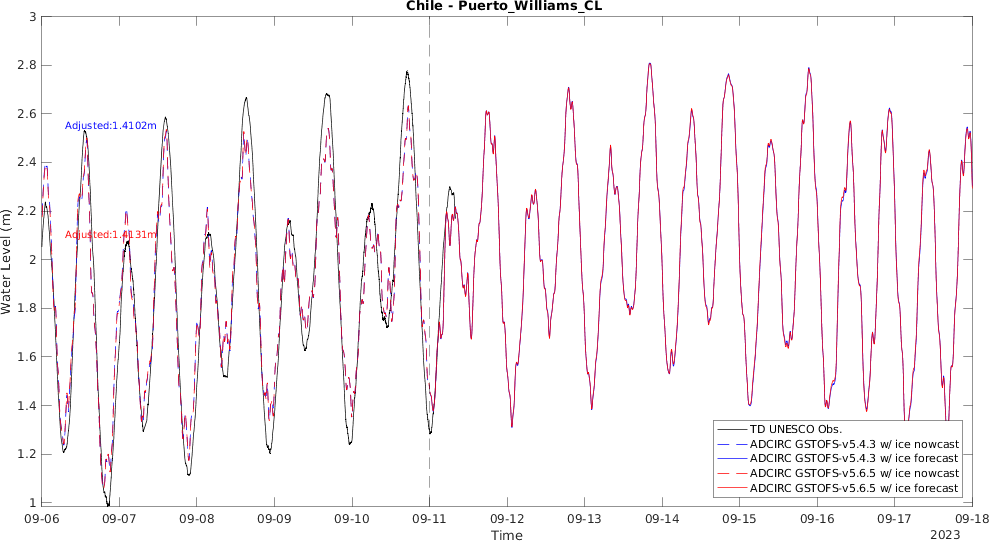 Chile - Puerto_Williams_CL
3
2.8
2.6
2.4
2.2
2
1.8
1.6
1.4
1.2
1
Water Level (m)
Adjusted:1.4102m
Adjusted:1.4131m
TD UNESCO Obs.
ADCIRC GSTOFS-v5.4.3 w/ ice nowcast
ADCIRC GSTOFS-v5.4.3 w/ ice forecast
ADCIRC GSTOFS-v5.6.5 w/ ice nowcast
ADCIRC GSTOFS-v5.6.5 w/ ice forecast
09-06 09-07 09-08 09-09 09-10 09-11 09-12 09-13 09-14 09-15 09-16 09-17 09-18
Time
2023